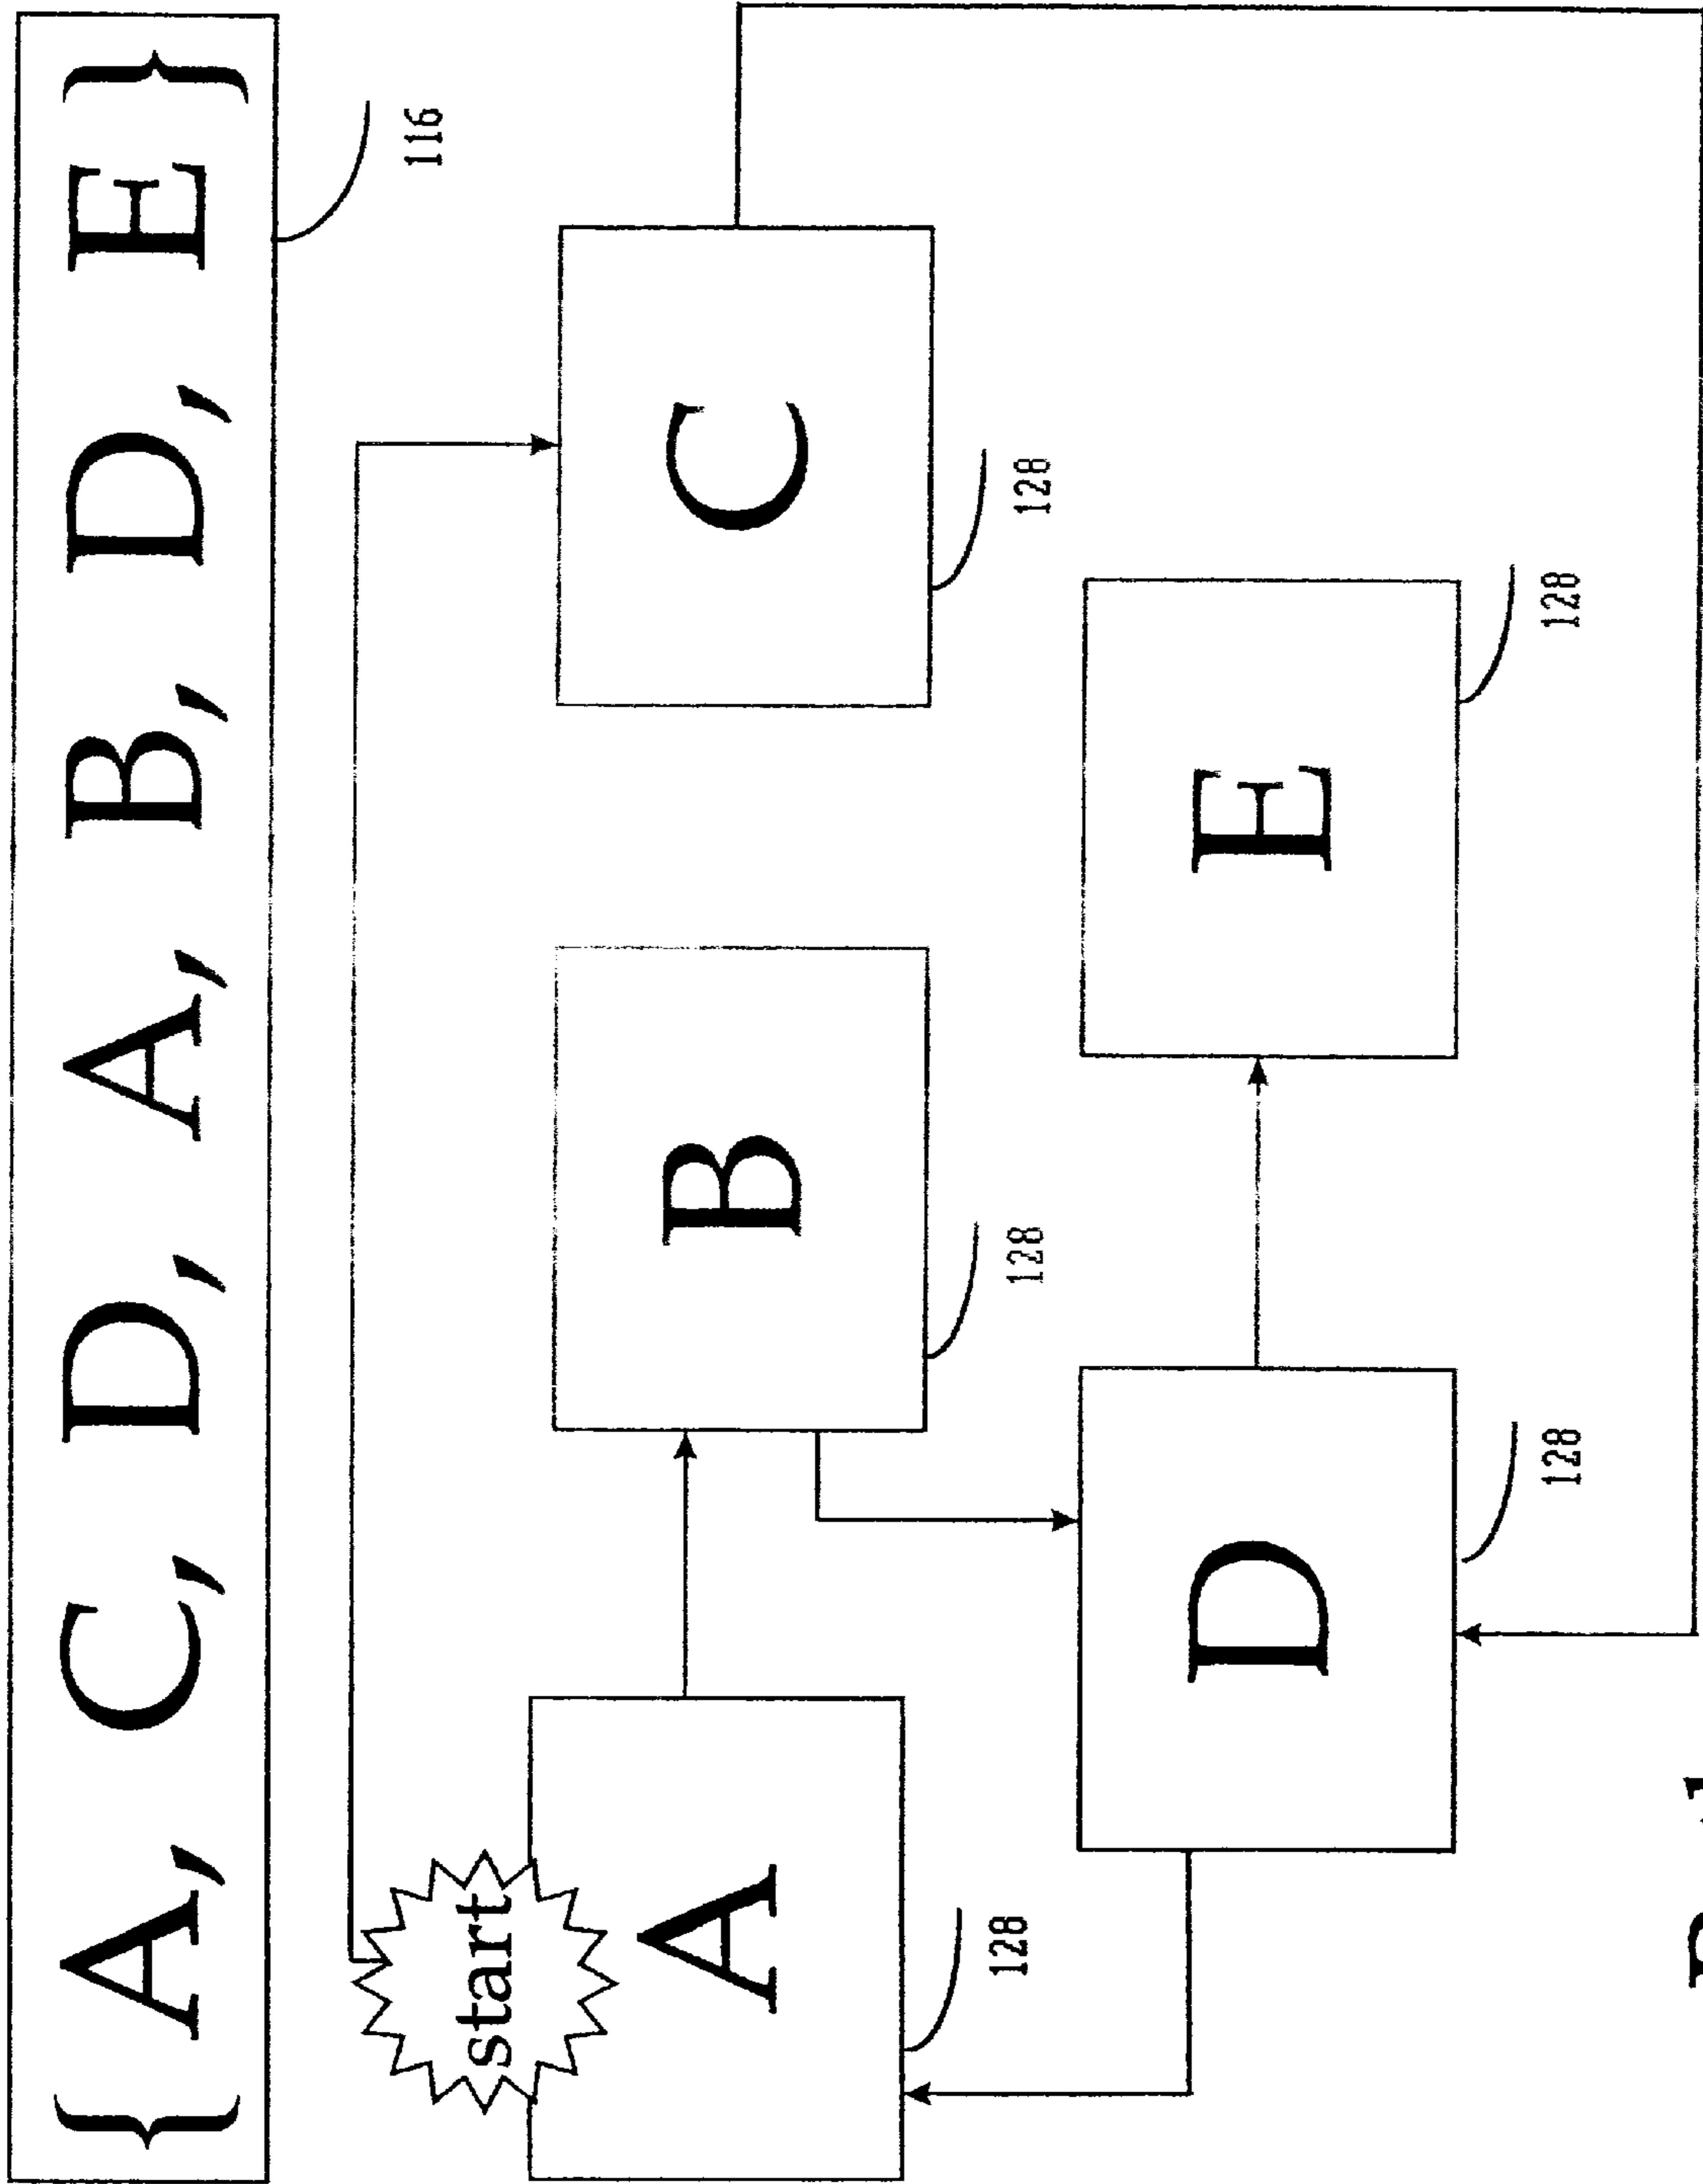 { A, C, D, A, B, D, E }
116
start
A
B
C
128
128
128
D
E
128
128